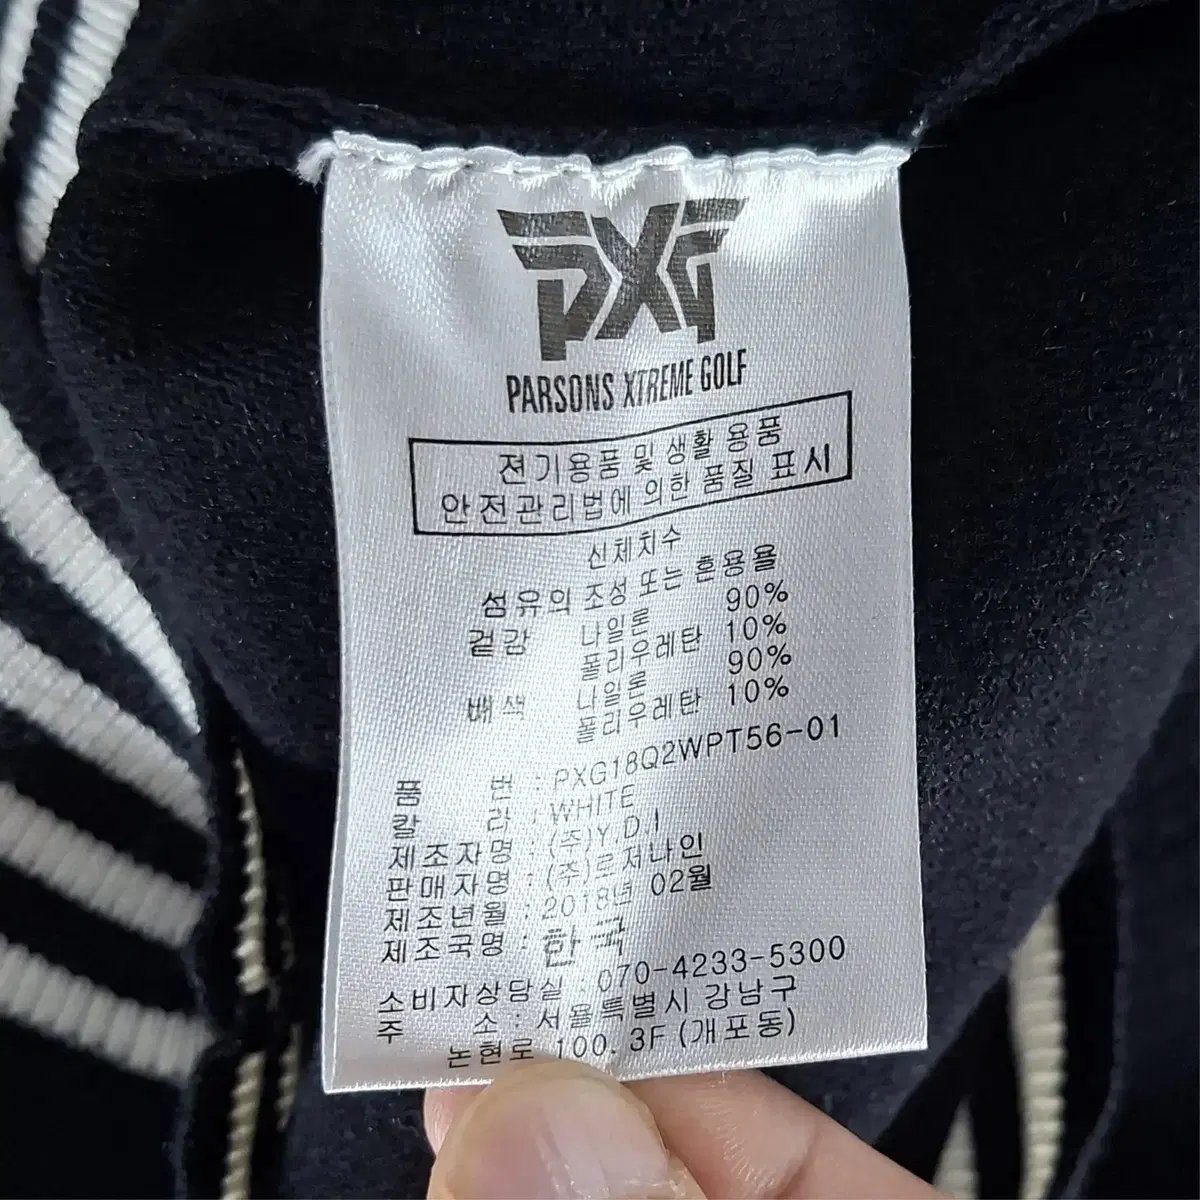 PXG
PARSONS XTREME GOLF
전기용품 및 생활 용품
안전관리법에 의한 품질 표시
신체치수
섬유의 조성 또는 혼용율
겉감 나일론 90%
폴리우레탄 10%
배색 나일론 90%
폴리우레탄 10%
품 번 : PXG18Q2WPT56-01
칼 라 : WHITE
제조자명 : (주)Y.D.I
판매자명 : (주)로저나인
제조년월 : 2018년 02월
제조국명 : 한국
소비자상담실 : 070-4233-5300
주 소 : 서울특별시 강남구
논현로 100. 3F (개포동)